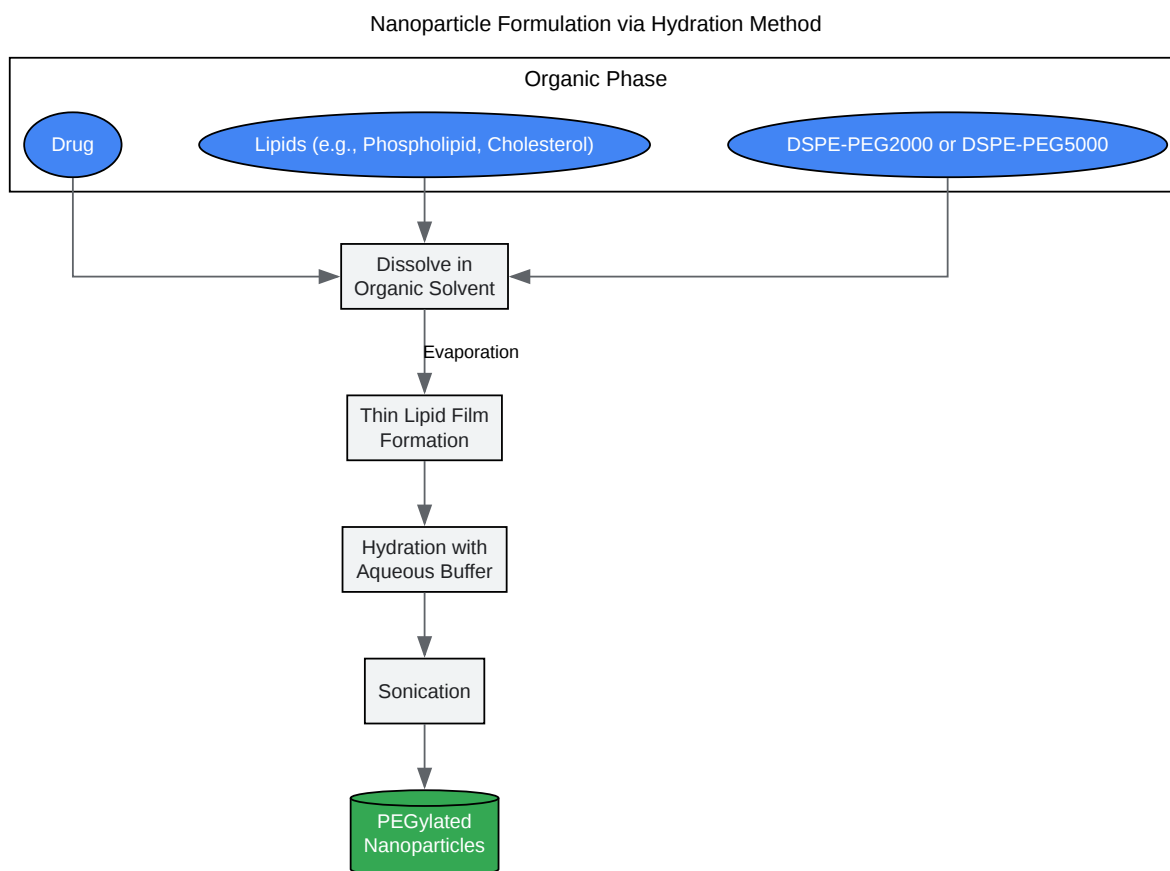 Nanoparticle Formulation via Hydration Method
Organic Phase
Drug
Lipids (e.g., Phospholipid, Cholesterol)
DSPE-PEG2000 or DSPE-PEG5000
Dissolve in
Organic Solvent
Evaporation
Thin Lipid Film
Formation
Hydration with
Aqueous Buffer
Sonication
PEGylated
Nanoparticles